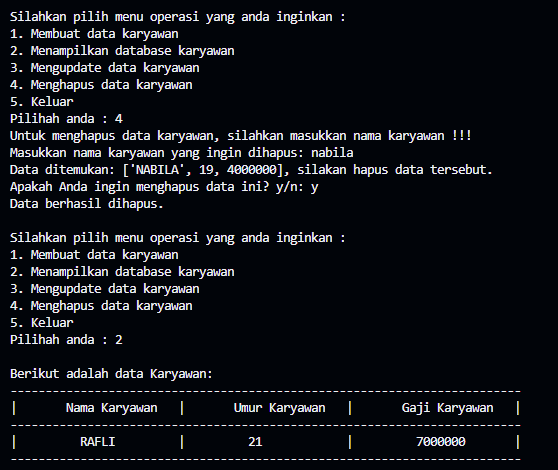 Silahkan pilih menu operasi yang anda inginkan :
1. Membuat data karyawan
2. Menampilkan database karyawan
3. Mengupdate data karyawan
4. Menghapus data karyawan
5. Keluar
Pilihah anda : 4
Untuk menghapus data karyawan, silahkan masukkan nama karyawan !!!
Masukkan nama karyawan yang ingin dihapus: nabila
Data ditemukan: ['NABILA', 19, 4000000], silakan hapus data tersebut.
Apakah Anda ingin menghapus data ini? y/n: y
Data berhasil dihapus.

Silahkan pilih menu operasi yang anda inginkan :
1. Membuat data karyawan
2. Menampilkan database karyawan
3. Mengupdate data karyawan
4. Menghapus data karyawan
5. Keluar
Pilihah anda : 2

Berikut adalah data Karyawan:
-------------------------------------------------------------------------
|       Nama Karyawan   |       Umur Karyawan   |       Gaji Karyawan   |
-------------------------------------------------------------------------
|         RAFLI         |         21            |         7000000       |
-------------------------------------------------------------------------